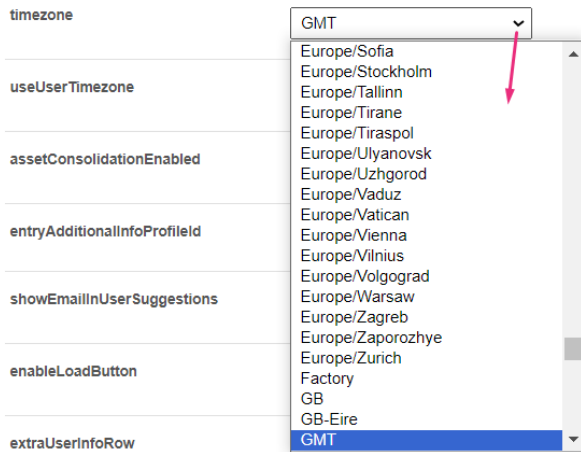 timezone
GMT
Europe/Sofia
Europe/Stockholm
useUserTimezone
Europe/Tallinn
Europe/Tirane
Europe/Tiraspol
assetConsolidationEnabled
Europe/Ulyanovsk
Europe/Uzhgorod
Europe/Vaduz
Europe/Vatican
entryAdditionalInfoProfileId
Europe/Vienna
Europe/Vilnius
Europe/Volgograd
showEmailInUserSuggestions
Europe/Warsaw
Europe/Zagreb
Europe/Zaporozhye
enableLoadButton
Europe/Zurich
Factory
GB
GB-Eire
extraUserInfoRow
GMT